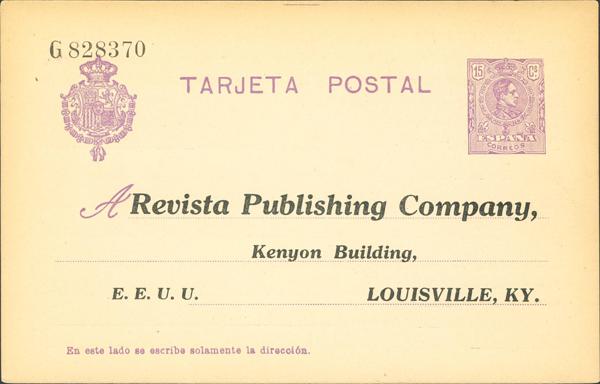 G 828370
TARJETA POSTAL
15 Cs
ESPAÑA
CORREOS
A Revista Publishing Company,
Kenyon Building,
E. E. U. U. LOUISVILLE, KY.
En este lado se escribe solamente la dirección.